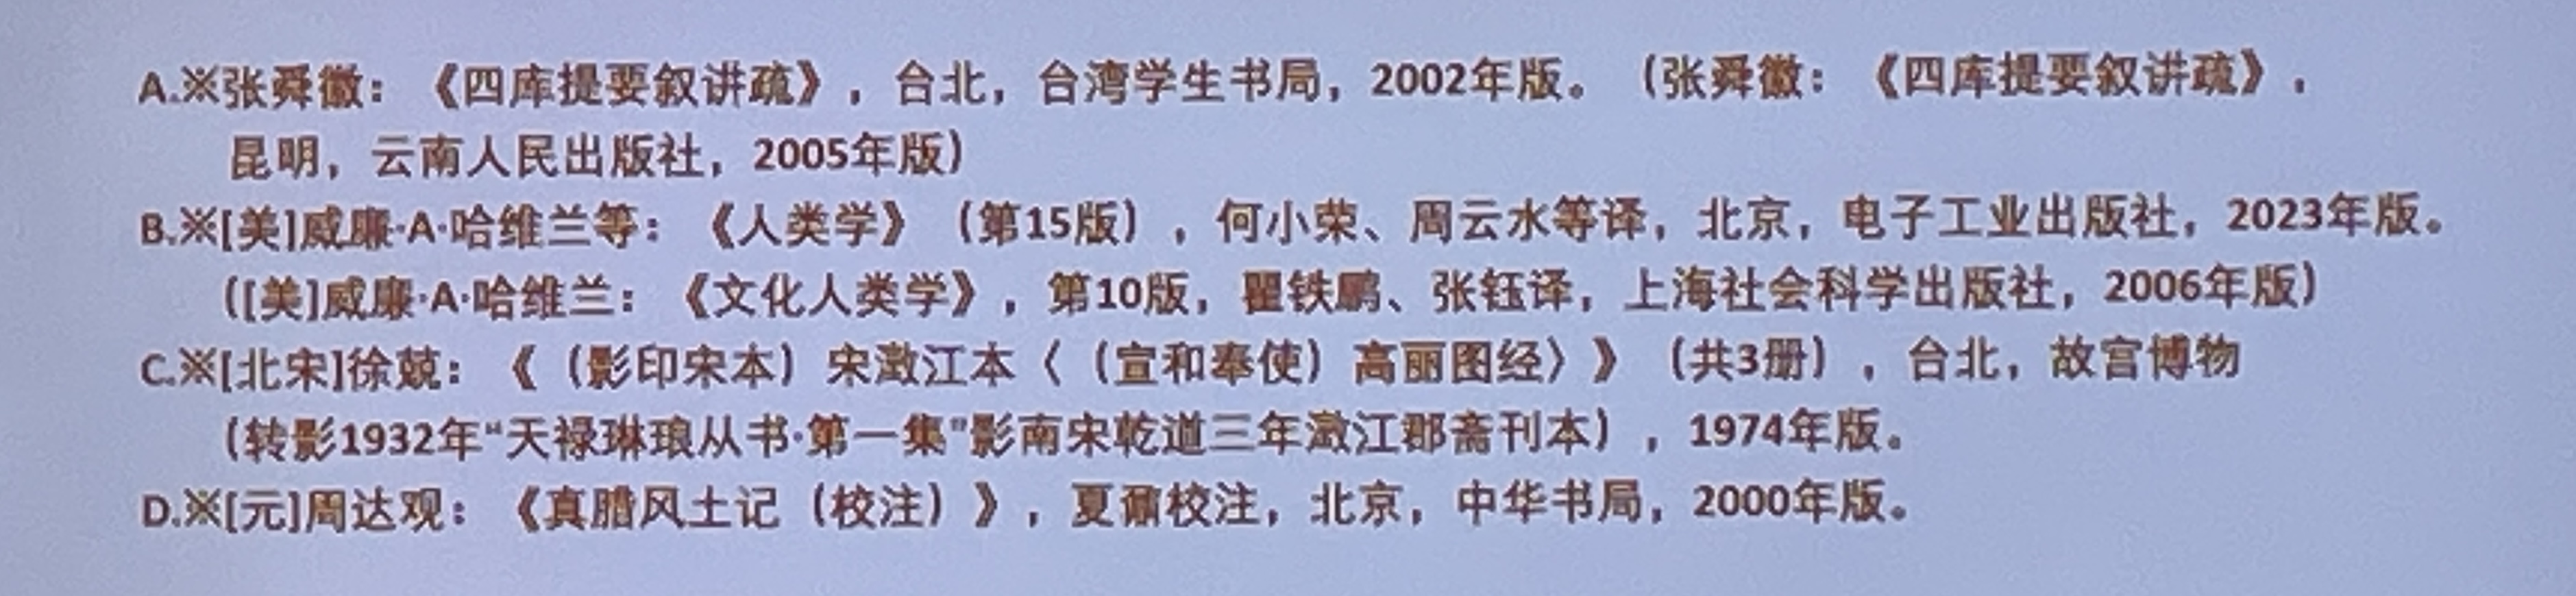 A.※张舜徽：《四库提要叙讲疏》，台北，台湾学生书局，2002年版。（张舜徽：《四库提要叙讲疏》，
昆明，云南人民出版社，2005年版）
B.※[美]威廉·A·哈维兰等：《人类学》（第15版），何小荣、周云水等译，北京，电子工业出版社，2023年版。
（[美]威廉·A·哈维兰：《文化人类学》，第10版，瞿铁鹏、张钰译，上海社会科学出版社，2006年版）
C.※[北宋]徐兢：《（影印宋本）宋澂江本〈（宣和奉使）高丽图经〉》（共3册），台北，故宫博物
（转影1932年“天禄琳琅从书·第一集”影南宋乾道三年澂江郡斋刊本），1974年版。
D.※[元]周达观：《真腊风土记（校注）》，夏鼐校注，北京，中华书局，2000年版。